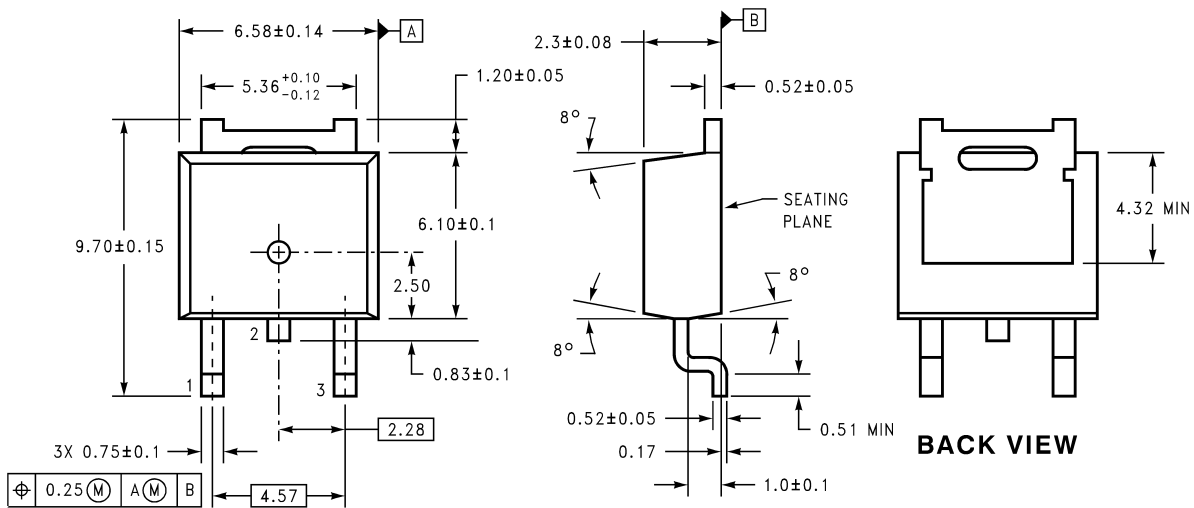 6.58±0.14
A
5.36 +0.10 -0.12
1.20±0.05
9.70±0.15
6.10±0.1
2.50
2
1
3
0.83±0.1
2.28
3X 0.75±0.1
⌖ 0.25 Ⓜ A Ⓜ B
4.57
B
2.3±0.08
0.52±0.05
8°
SEATING
PLANE
8°
8°
0.52±0.05
0.51 MIN
0.17
1.0±0.1
4.32 MIN
BACK VIEW